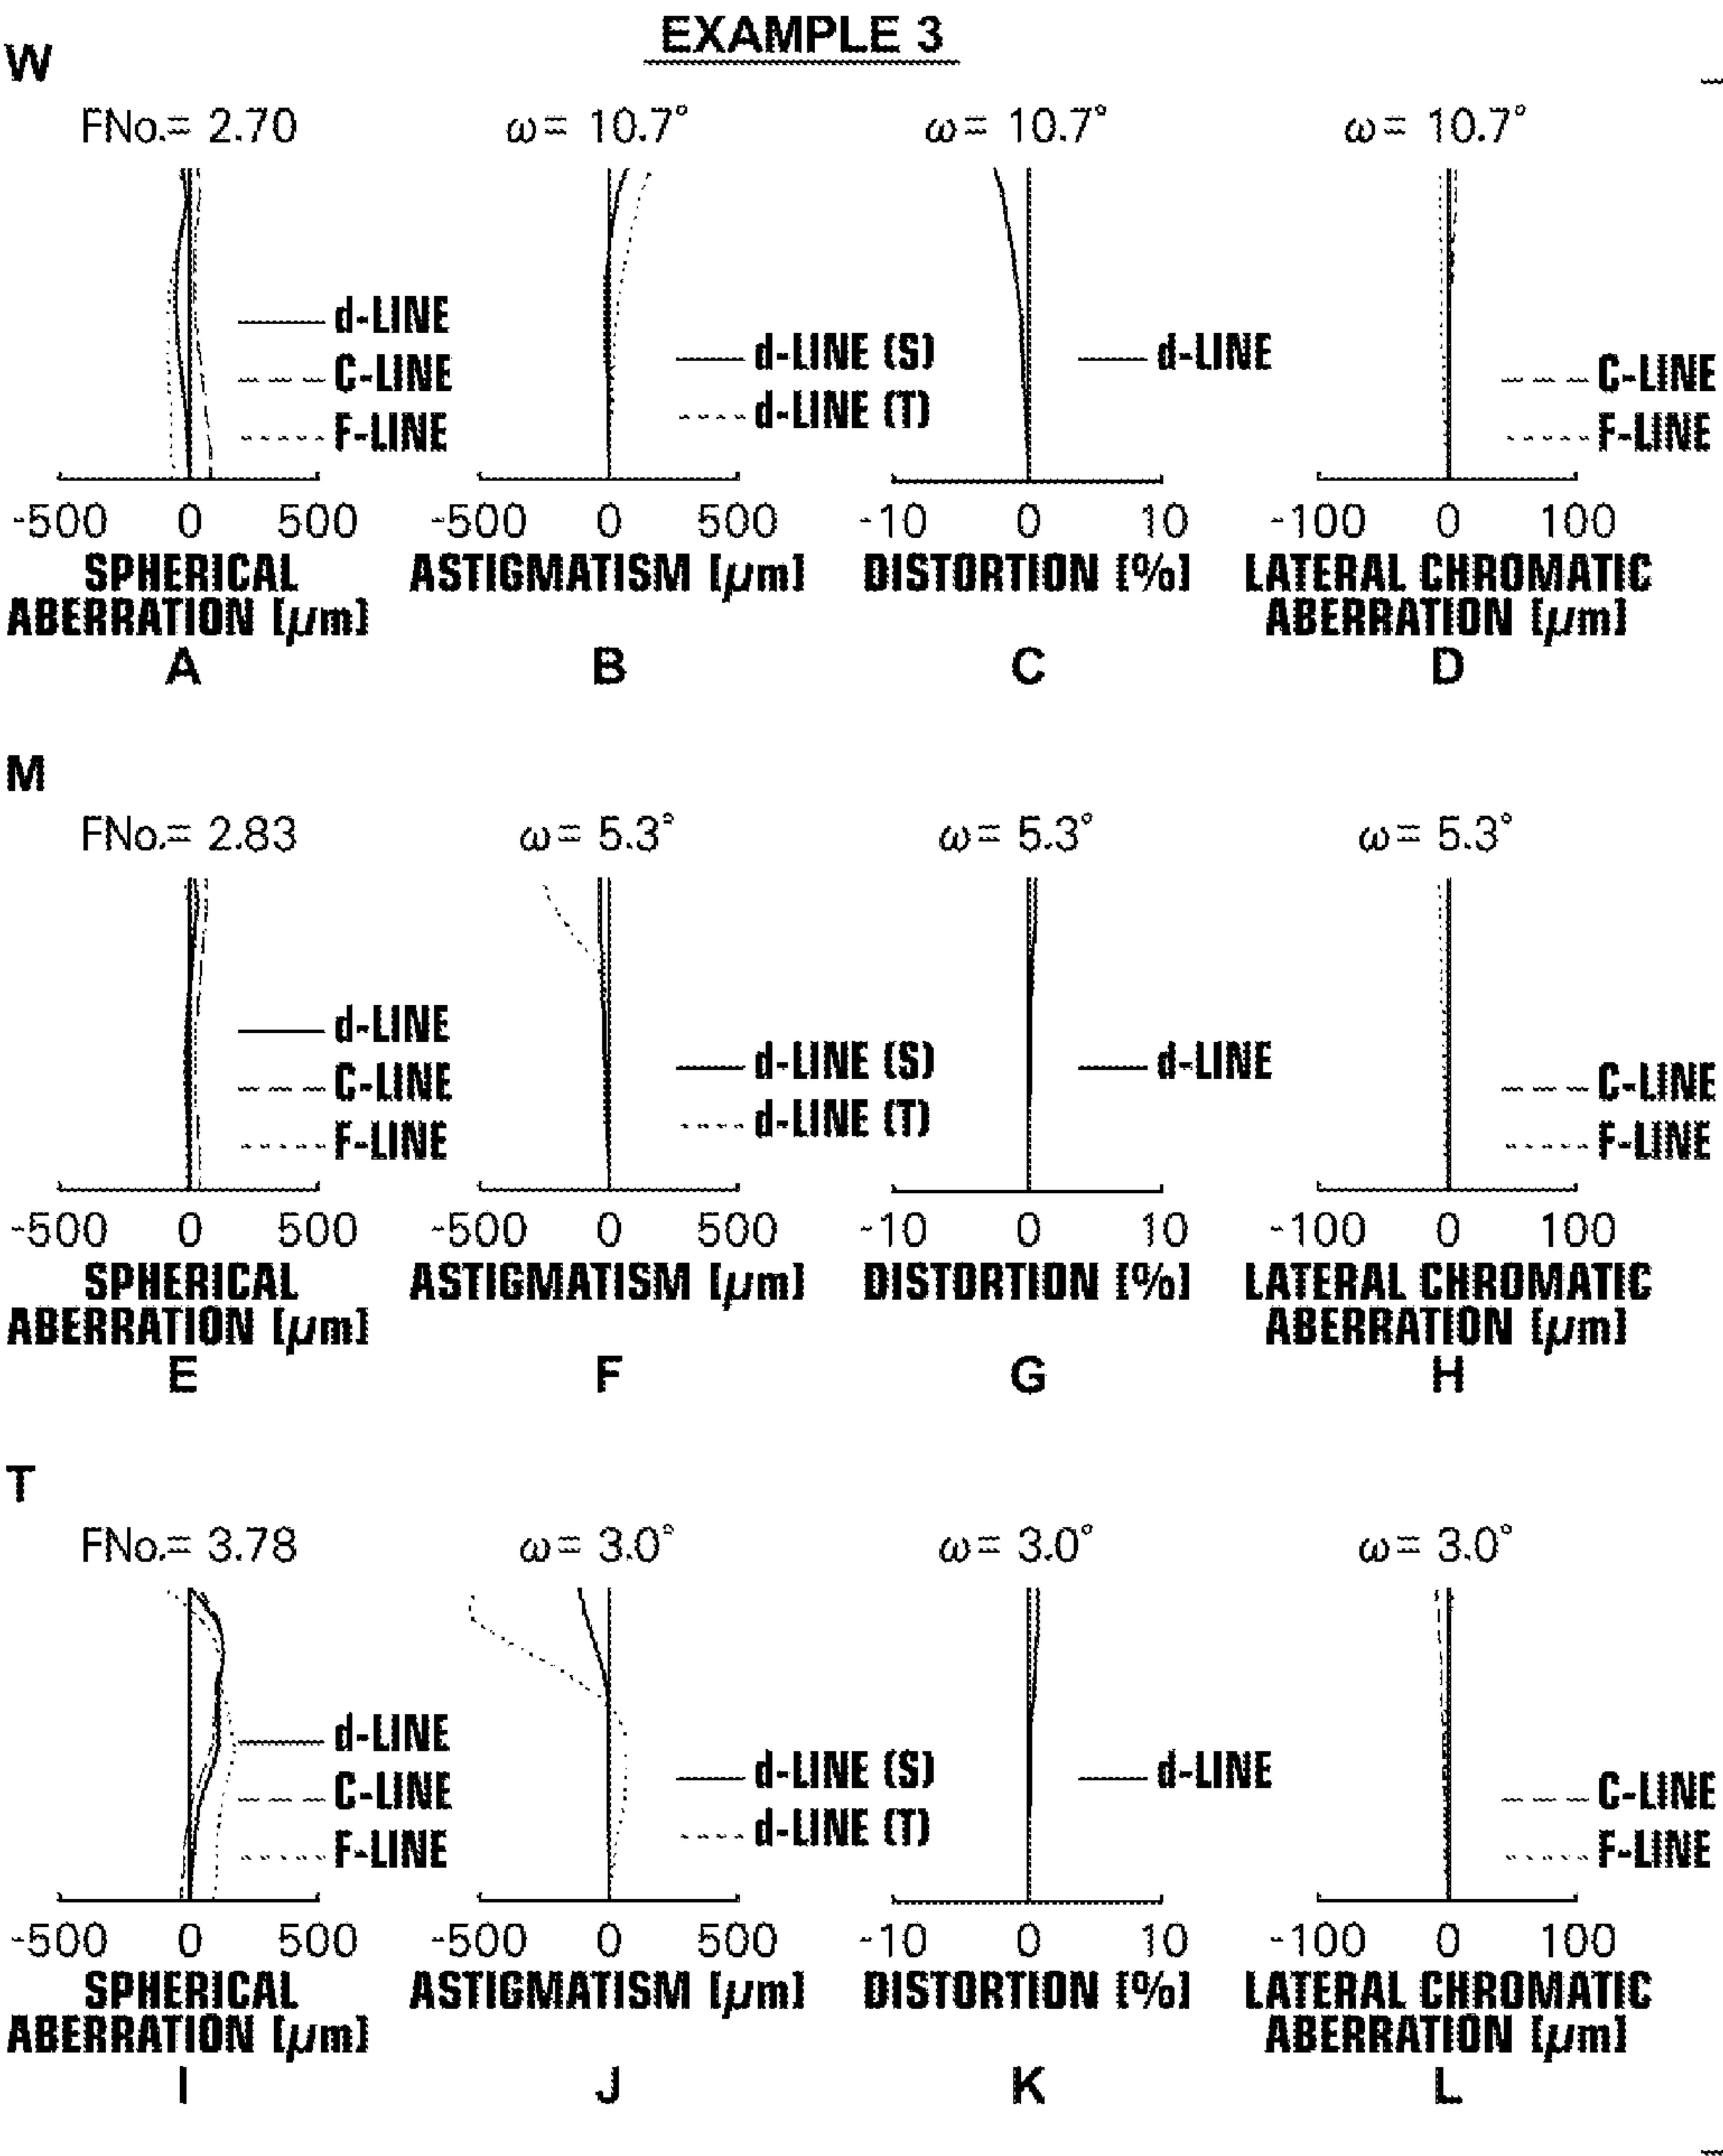 EXAMPLE 3
W
FNo.= 2.70
ω= 10.7°
ω= 10.7°
ω= 10.7°
d-LINE
C-LINE
F-LINE
d-LINE (S)
d-LINE (T)
d-LINE
C-LINE
F-LINE
-500 0 500
-500 0 500
-10 0 10
-100 0 100
SPHERICAL
ABERRATION [μm]
ASTIGMATISM [μm]
DISTORTION [%]
LATERAL CHROMATIC
ABERRATION [μm]
A
B
C
D
M
FNo.= 2.83
ω= 5.3°
ω= 5.3°
ω= 5.3°
d-LINE
C-LINE
F-LINE
d-LINE (S)
d-LINE (T)
d-LINE
C-LINE
F-LINE
-500 0 500
-500 0 500
-10 0 10
-100 0 100
SPHERICAL
ABERRATION [μm]
ASTIGMATISM [μm]
DISTORTION [%]
LATERAL CHROMATIC
ABERRATION [μm]
E
F
G
H
T
FNo.= 3.78
ω= 3.0°
ω= 3.0°
ω= 3.0°
d-LINE
C-LINE
F-LINE
d-LINE (S)
d-LINE (T)
d-LINE
C-LINE
F-LINE
-500 0 500
-500 0 500
-10 0 10
-100 0 100
SPHERICAL
ABERRATION [μm]
ASTIGMATISM [μm]
DISTORTION [%]
LATERAL CHROMATIC
ABERRATION [μm]
I
J
K
L